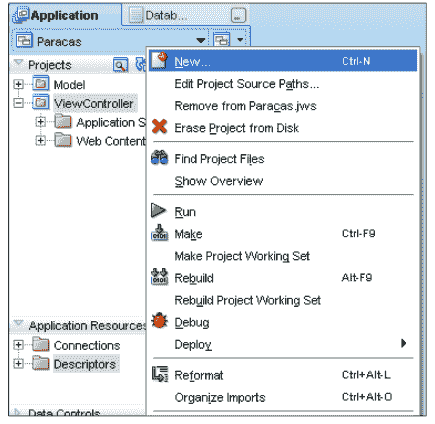 Application
Datab...
Paracas
Projects
Model
ViewController
Application S
Web Content
Application Resources
Connections
Descriptors
Data Controls
New... Ctrl-N
Edit Project Source Paths...
Remove from Paracas.jws
Erase Project from Disk
Find Project Files
Show Overview
Run
Make Ctrl-F9
Make Project Working Set
Rebuild Alt-F9
Rebuild Project Working Set
Debug
Deploy
Reformat Ctrl+Alt-L
Organize Imports Ctrl+Alt-O